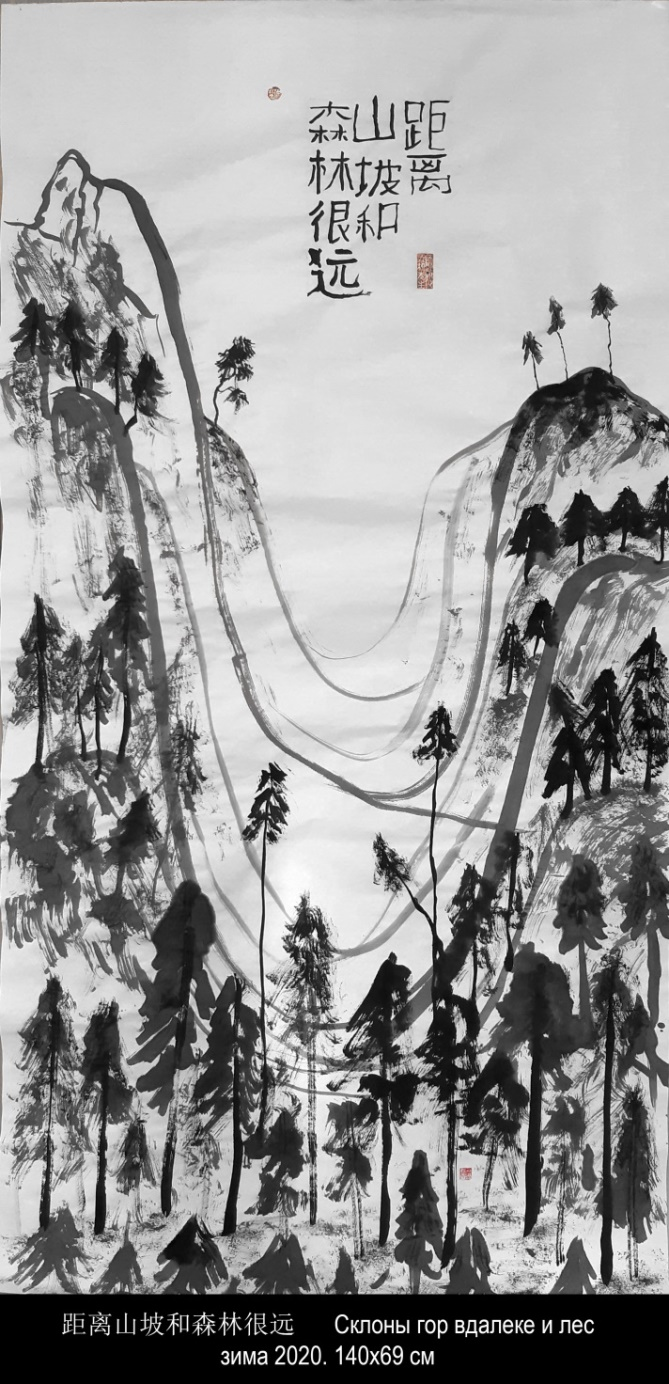 距离
山坡和
森林很远
距离山坡和森林很远 Склоны гор вдалеке и лес
зима 2020. 140х69 см